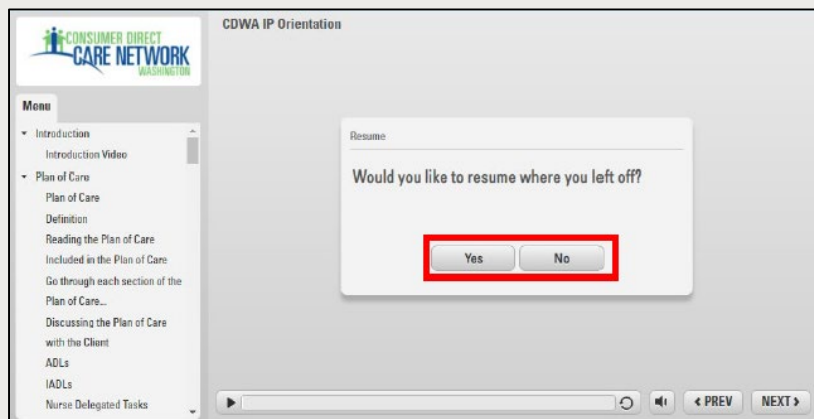 CONSUMER DIRECT
CARE NETWORK
WASHINGTON
CDWA IP Orientation
Menu
Introduction
Introduction Video
Plan of Care
Plan of Care
Definition
Reading the Plan of Care
Included in the Plan of Care
Go through each section of the
Plan of Care...
Discussing the Plan of Care
with the Client
ADLs
IADLs
Nurse Delegated Tasks
Resume
Would you like to resume where you left off?
Yes No
< PREV NEXT >